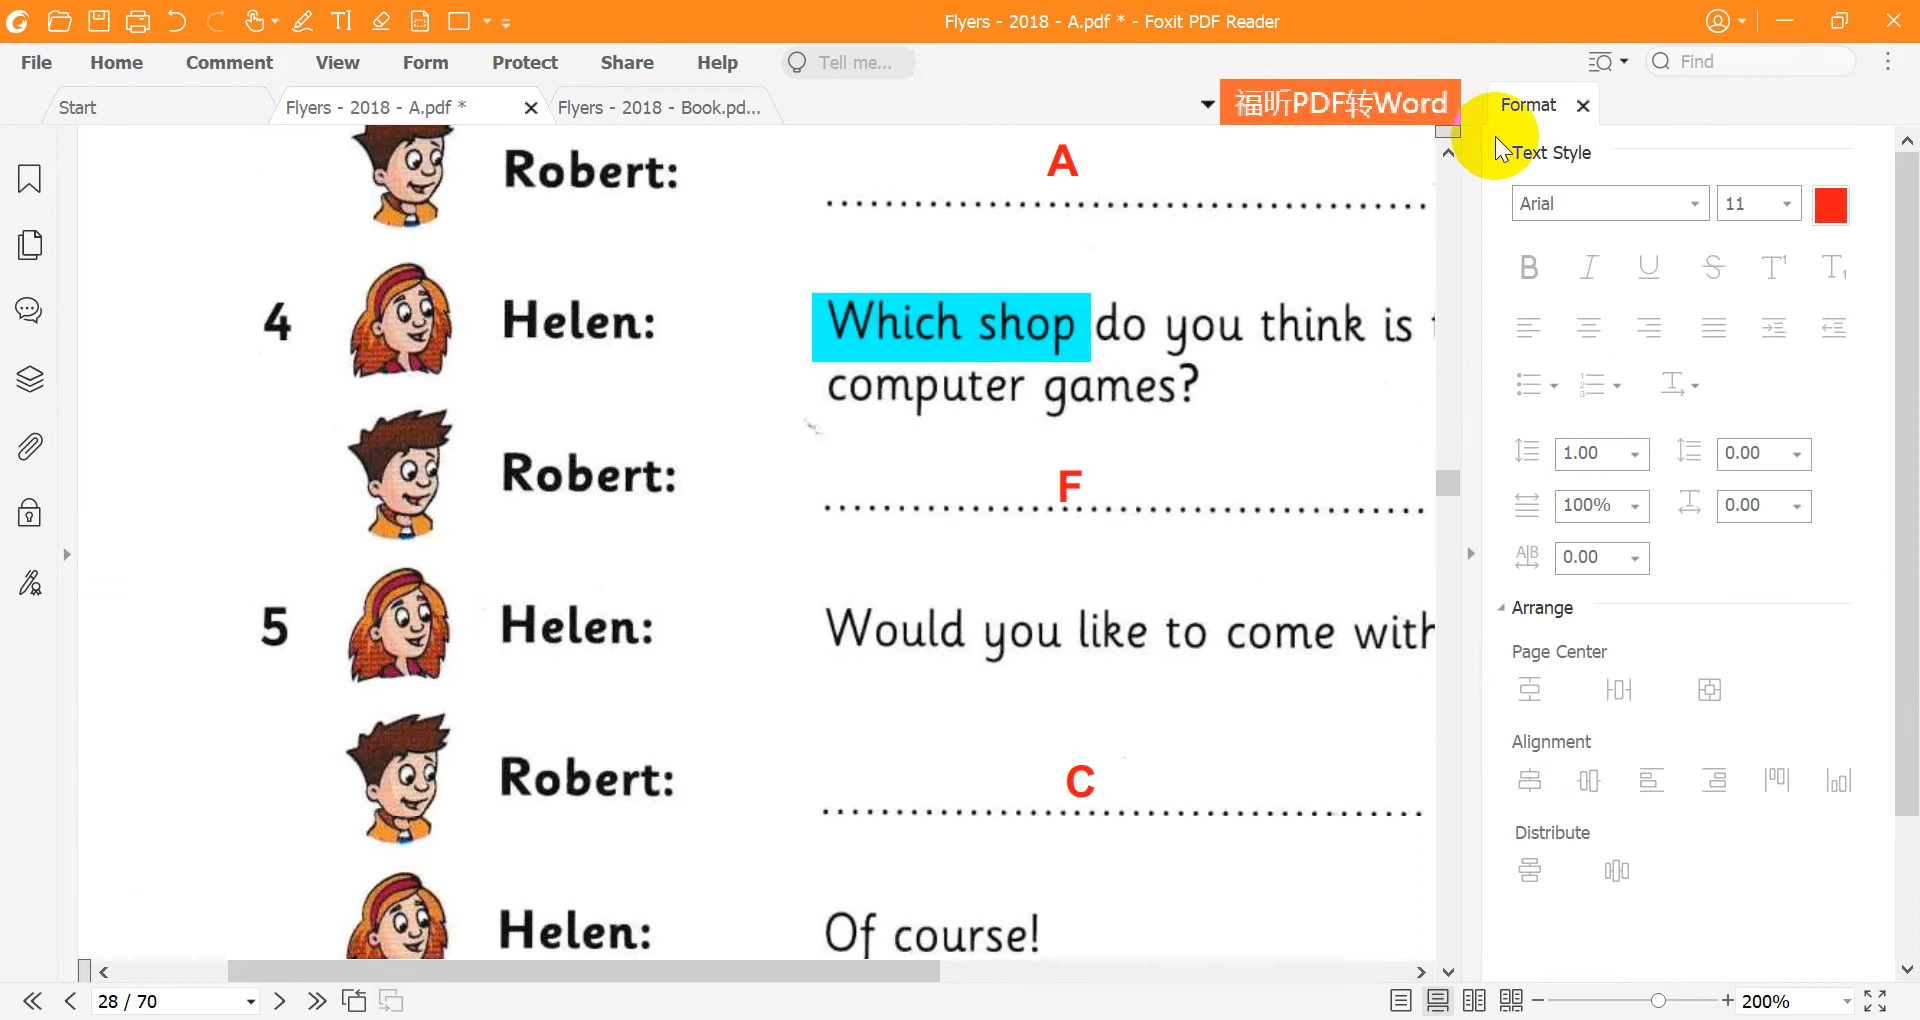 Flyers - 2018 - A.pdf * - Foxit PDF Reader
File Home Comment View Form Protect Share Help Tell me... Find
Start Flyers - 2018 - A.pdf * Flyers - 2018 - Book.pd... 福昕PDF转Word Format
Text Style
Arial 11
Robert: A
4 Helen: Which shop do you think is
computer games?
Robert: F
5 Helen: Would you like to come with
Robert: C
Helen: Of course!
1.00 0.00
100% 0.00
0.00
Arrange
Page Center
Alignment
Distribute
28 / 70 200%